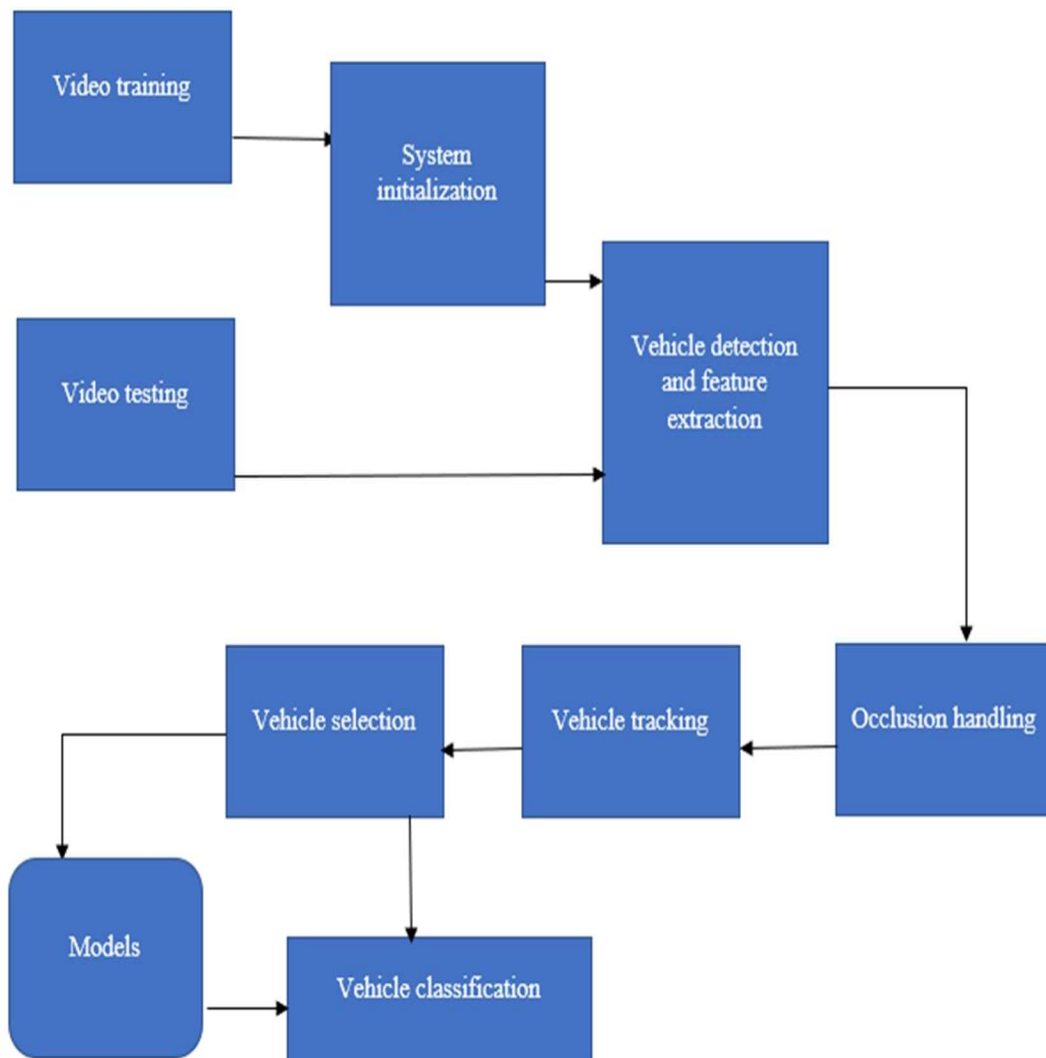 Video training
System
initialization
Video testing
Vehicle detection
and feature
extraction
Vehicle selection
Vehicle tracking
Occlusion handling
Models
Vehicle classification